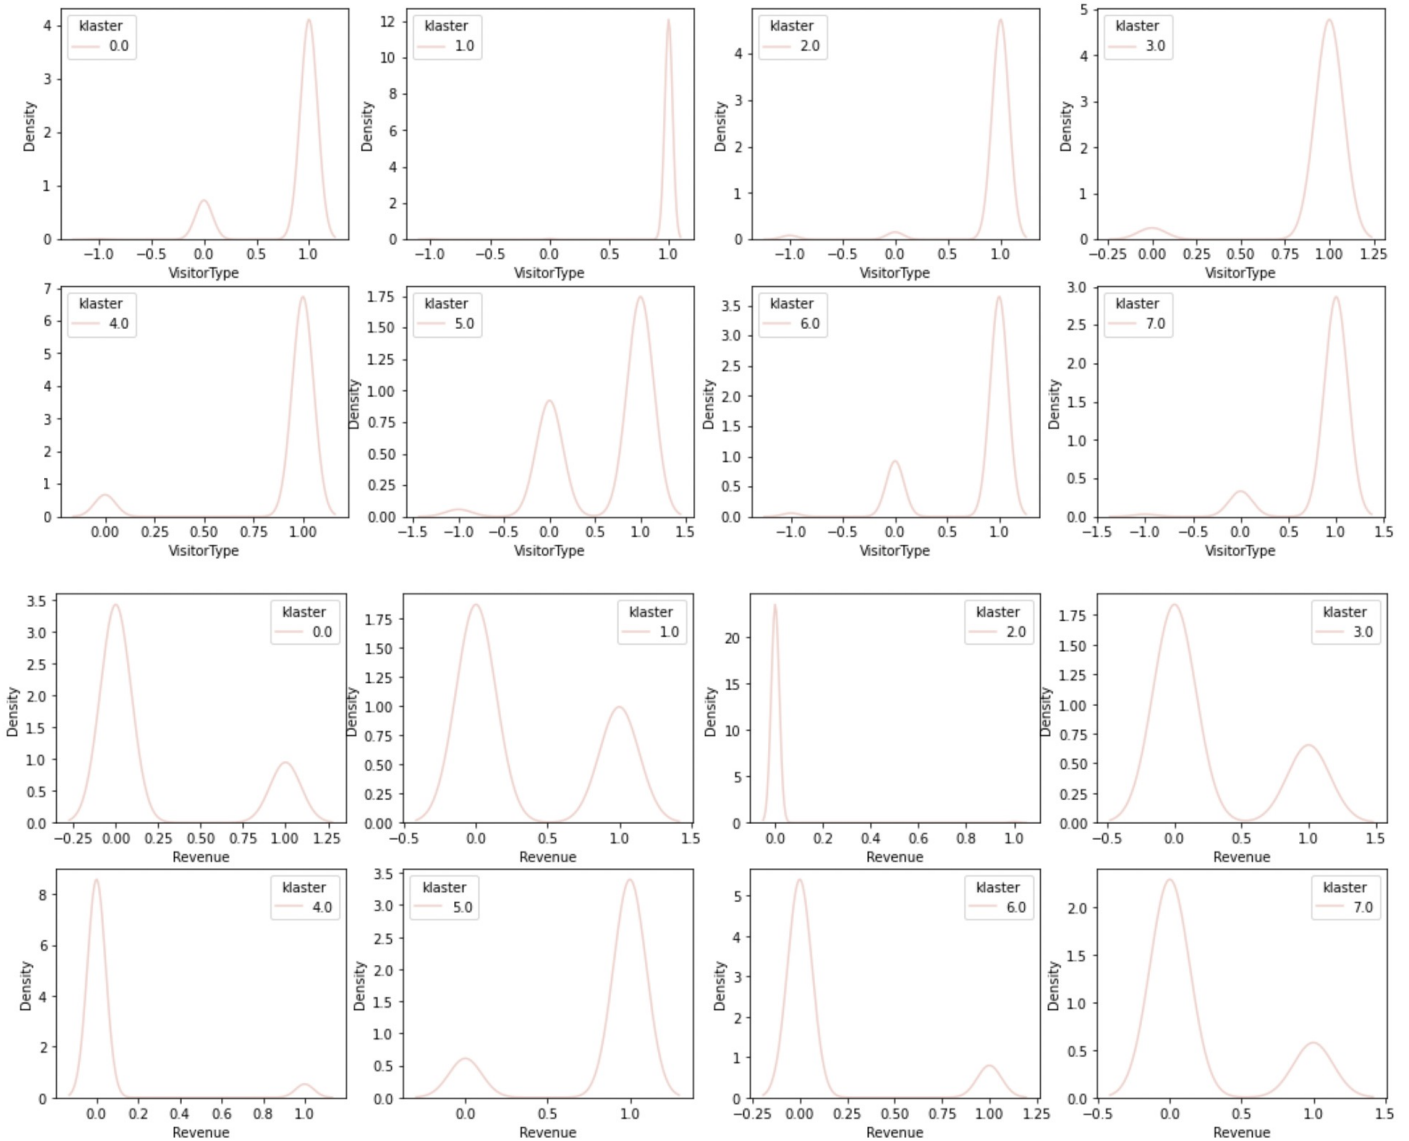 klaster
0.0
4
3
2
1
0
Density
−1.0 −0.5 0.0 0.5 1.0
VisitorType
klaster
1.0
12
10
8
6
4
2
0
Density
−1.0 −0.5 0.0 0.5 1.0
VisitorType
klaster
2.0
4
3
2
1
0
Density
−1.0 −0.5 0.0 0.5 1.0
VisitorType
klaster
3.0
5
4
3
2
1
0
Density
−0.25 0.00 0.25 0.50 0.75 1.00 1.25
VisitorType
klaster
4.0
7
6
5
4
3
2
1
0
Density
0.00 0.25 0.50 0.75 1.00
VisitorType
klaster
5.0
1.75
1.50
1.25
1.00
0.75
0.50
0.25
0.00
Density
−1.5 −1.0 −0.5 0.0 0.5 1.0 1.5
VisitorType
klaster
6.0
3.5
3.0
2.5
2.0
1.5
1.0
0.5
0.0
Density
−1.0 −0.5 0.0 0.5 1.0
VisitorType
klaster
7.0
3.0
2.5
2.0
1.5
1.0
0.5
0.0
Density
−1.5 −1.0 −0.5 0.0 0.5 1.0 1.5
VisitorType
klaster
0.0
3.5
3.0
2.5
2.0
1.5
1.0
0.5
0.0
Density
−0.25 0.00 0.25 0.50 0.75 1.00 1.25
Revenue
klaster
1.0
1.75
1.50
1.25
1.00
0.75
0.50
0.25
0.00
Density
−0.5 0.0 0.5 1.0 1.5
Revenue
klaster
2.0
20
15
10
5
0
Density
0.0 0.2 0.4 0.6 0.8 1.0
Revenue
klaster
3.0
1.75
1.50
1.25
1.00
0.75
0.50
0.25
0.00
Density
−0.5 0.0 0.5 1.0 1.5
Revenue
klaster
4.0
8
6
4
2
0
Density
0.0 0.2 0.4 0.6 0.8 1.0
Revenue
klaster
5.0
3.5
3.0
2.5
2.0
1.5
1.0
0.5
0.0
Density
0.0 0.5 1.0
Revenue
klaster
6.0
5
4
3
2
1
0
Density
−0.25 0.00 0.25 0.50 0.75 1.00 1.25
Revenue
klaster
7.0
2.0
1.5
1.0
0.5
0.0
Density
−0.5 0.0 0.5 1.0 1.5
Revenue